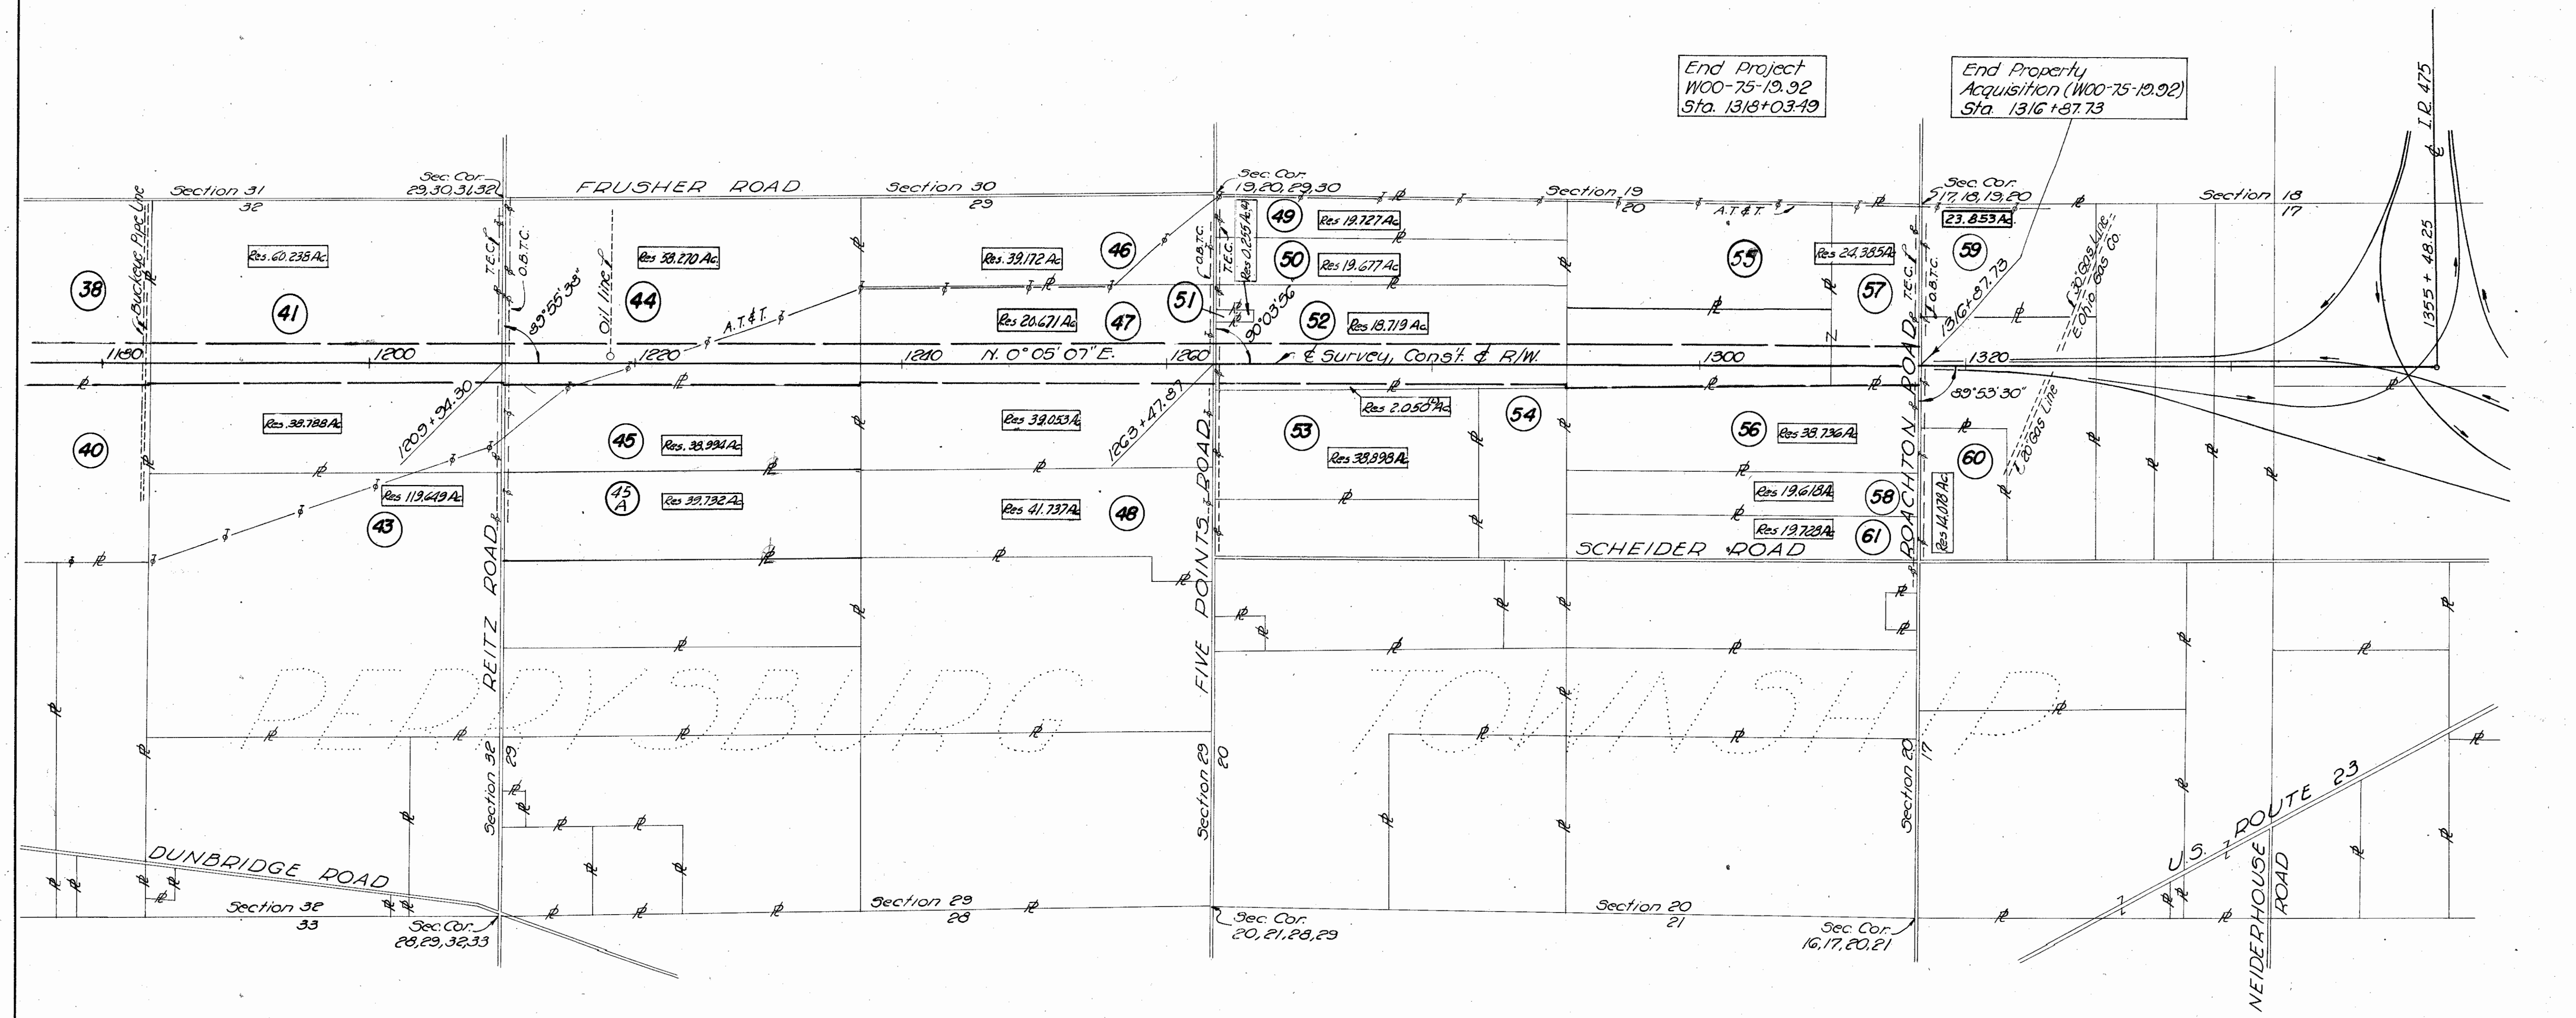 End Project
WOO-75-19.92
Sta. 1318+03.49
End Property
Acquisition (WOO-75-19.92)
Sta. 1316+87.73
I.R. 475
1355+48.25
Section 31
32
Sec. Cor.
29,30,31,32
FRUSHER ROAD
Section 30
29
Sec. Cor.
19,20,29,30
Section 19
20
A.T.&T.
Sec. Cor.
17,18,19,20
Section 18
17
Buckeye Pipe Line
38
Res. 60.238 Ac.
41
T.E.C.
O.B.T.C.
89°55'38"
Oil line
Res 58.270 Ac.
44
A.T.&T.
Res. 39.172 Ac.
46
Res 20.671 Ac.
47
51
O.B.T.C.
T.E.C.
Res 0.255 Ac.
90°03'56"
49
Res 19.727 Ac.
50
Res 19.677 Ac.
52
Res 18.719 Ac.
55
Res 24.385 A
57
T.E.C.
O.B.T.C.
23.853 Ac.
59
1316+87.73
30" Gas Line
E. Ohio Gas Co.
1180
1200
1220
1240
N. 0°05'07" E.
1260
℄ Survey, Const. & R/W.
1300
1320
1209+94.30
1263+47.87
89°53'30"
20" Gas Line
40
Res. 38.788 Ac.
Res 119.649 Ac.
43
45
Res. 38.994 Ac.
45
A
Res 39.732 Ac.
Res 39.053 Ac.
Res 41.737 Ac.
48
53
Res 38.898 Ac.
Res 2.050 Ac.
54
56
Res 38.736 Ac.
Res 19.618 A.
58
Res 19.728 Ac.
61
60
Res 14.078 Ac.
REITZ ROAD
FIVE POINTS ROAD
ROACHTON ROAD
SCHEIDER ROAD
PERRYSBURG TOWNSHIP
Section 32
29
Section 29
20
Section 20
17
DUNBRIDGE ROAD
Section 32
33
Sec. Cor.
28,29,32,33
Section 29
28
Sec. Cor.
20,21,28,29
Section 20
21
Sec. Cor.
16,17,20,21
U.S. ROUTE 23
NEIDERHOUSE
ROAD